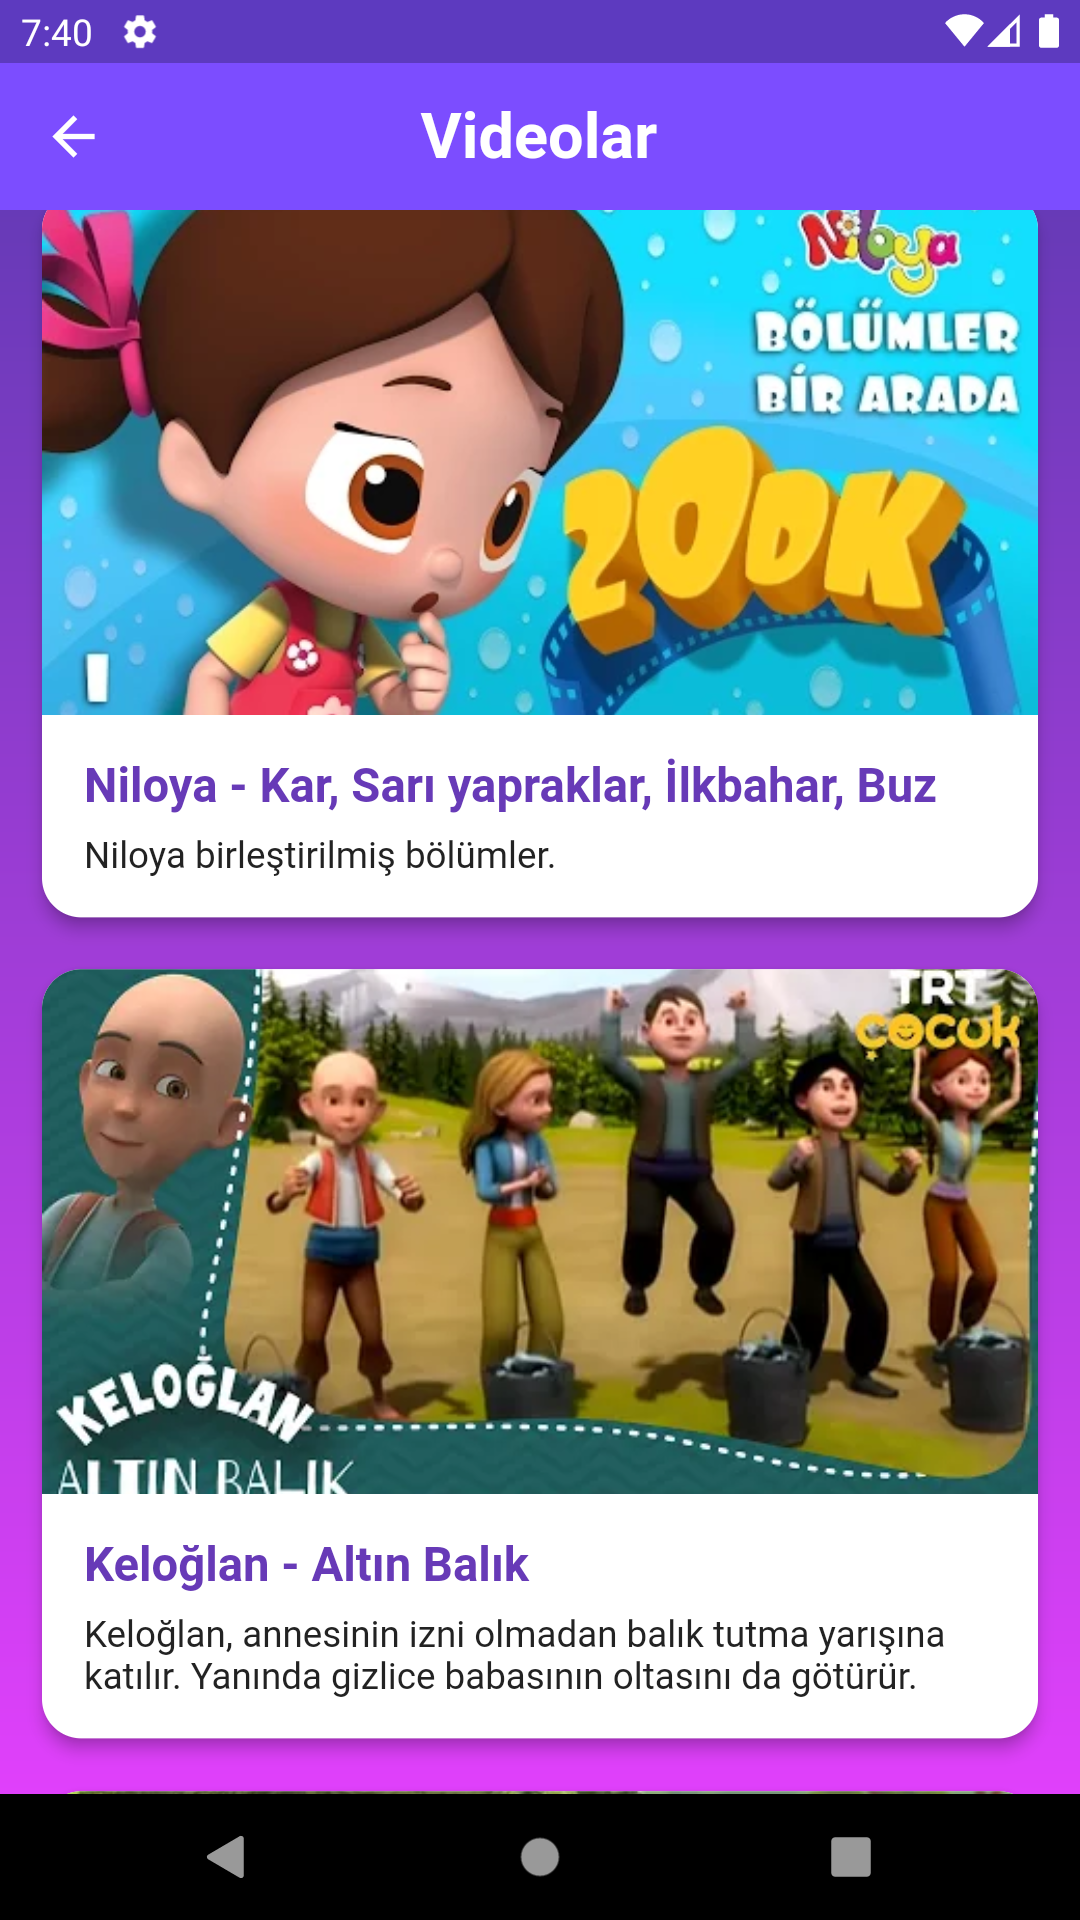 7:40
Videolar
Niloya
BÖLÜMLER
BİR ARADA
20DK
Niloya - Kar, Sarı yapraklar, İlkbahar, Buz
Niloya birleştirilmiş bölümler.
TRT
çocuk
KELOĞLAN
ALTIN BALIK
Keloğlan - Altın Balık
Keloğlan, annesinin izni olmadan balık tutma yarışına
katılır. Yanında gizlice babasının oltasını da götürür.